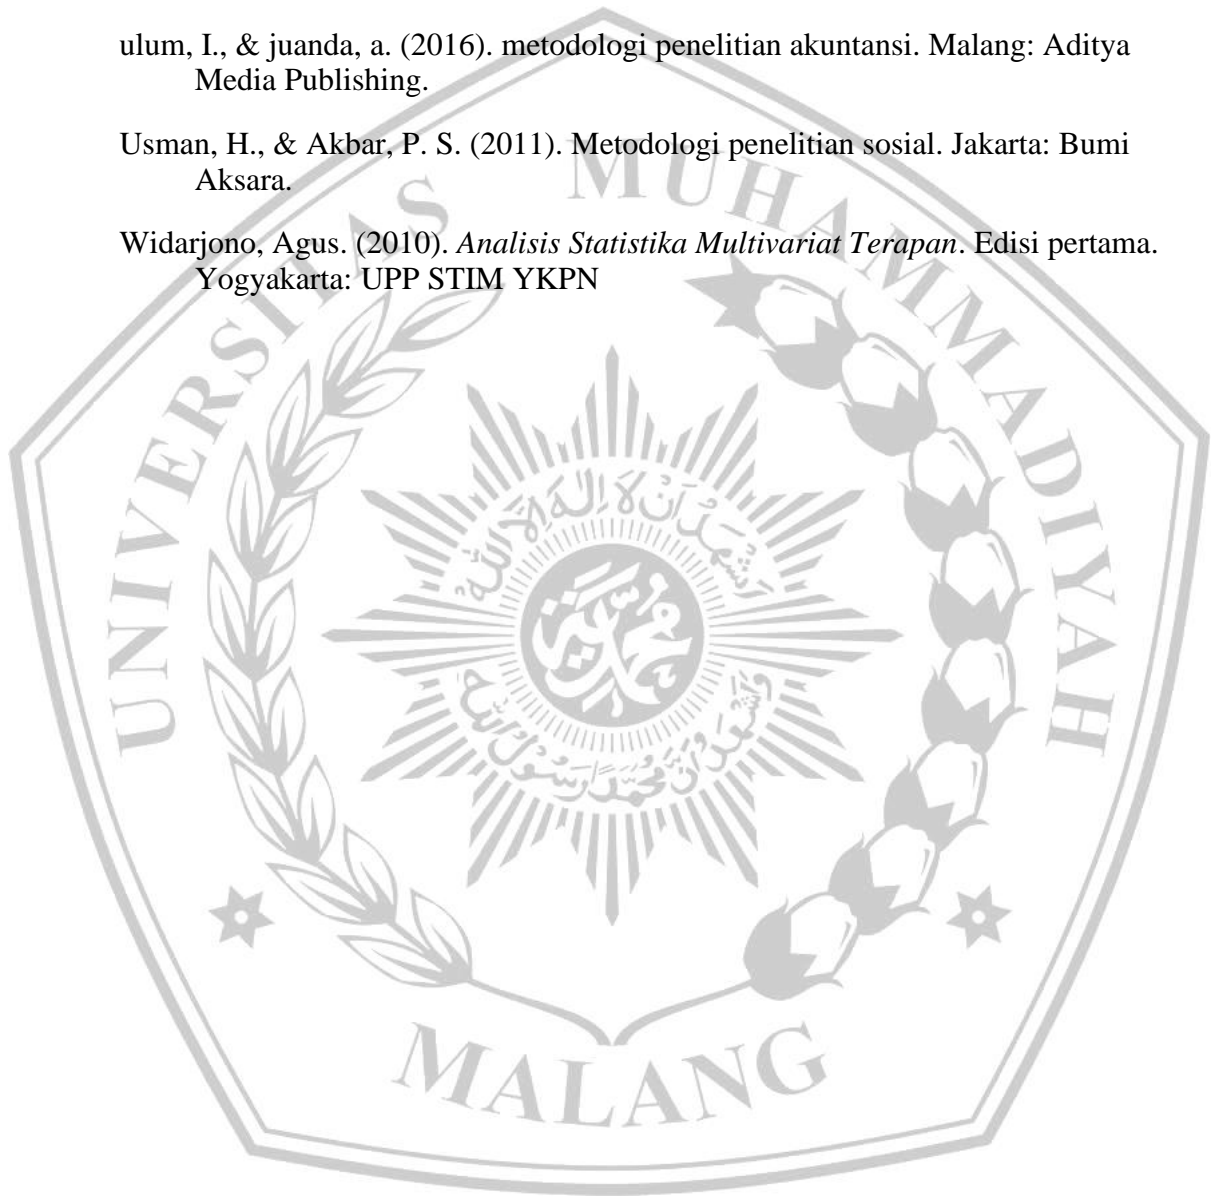 ulum, I., & juanda, a. (2016). metodologi penelitian akuntansi. Malang: Aditya
Media Publishing.
Usman, H., & Akbar, P. S. (2011). Metodologi penelitian sosial. Jakarta: Bumi
Aksara.
Widarjono, Agus. (2010). Analisis Statistika Multivariat Terapan. Edisi pertama.
Yogyakarta: UPP STIM YKPN
UNIVERSITAS MUHAMMADIYAH
MALANG